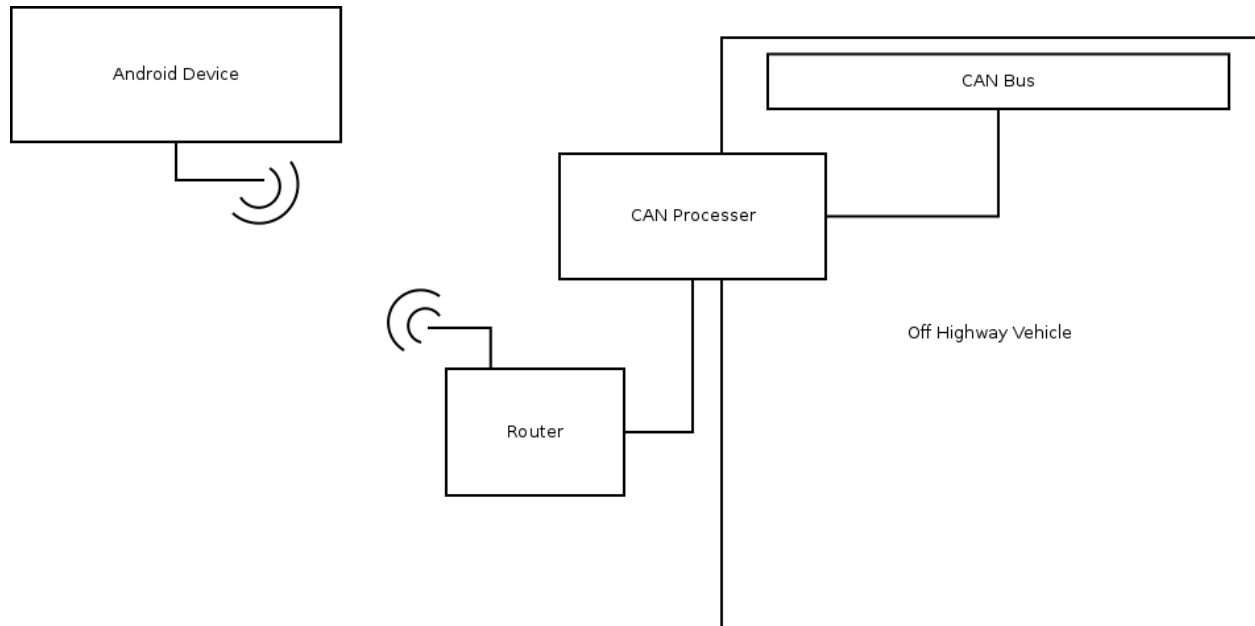 Android Device
CAN Bus
CAN Processer
Off Highway Vehicle
Router